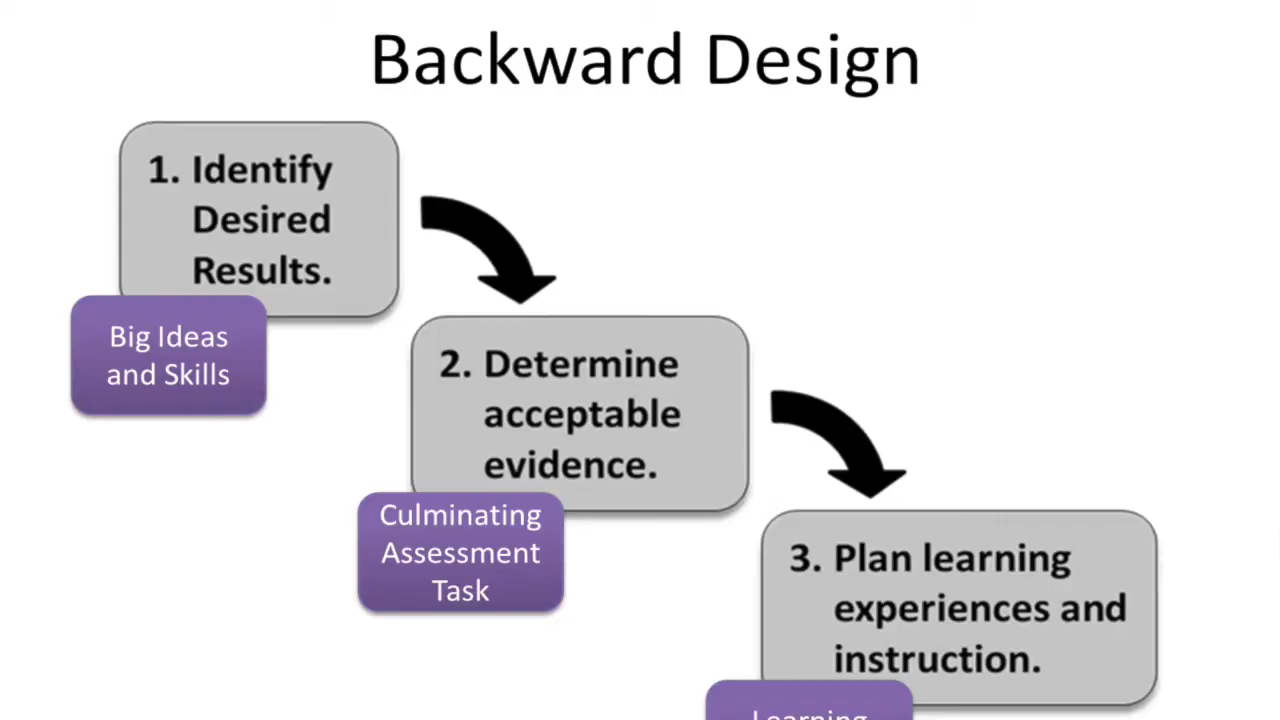 Backward Design
1. Identify
Desired
Results.
Big Ideas
and Skills
2. Determine
acceptable
evidence.
Culminating
Assessment
Task
3. Plan learning
experiences and
instruction.
Learning